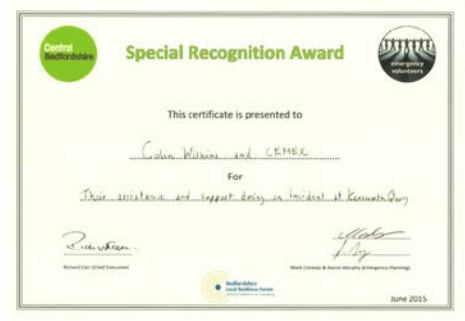 Central
Bedfordshire
Special Recognition Award
emergency
volunteers
This certificate is presented to
Colin Wilkins and CEMEX
For
Their assistance and support during an incident at Kensworth Quarry
Richard Carr (Chief Executive)
Mark Conway & Aaron Murphy (Emergency Planning)
Bedfordshire
Local Resilience Forum
June 2015